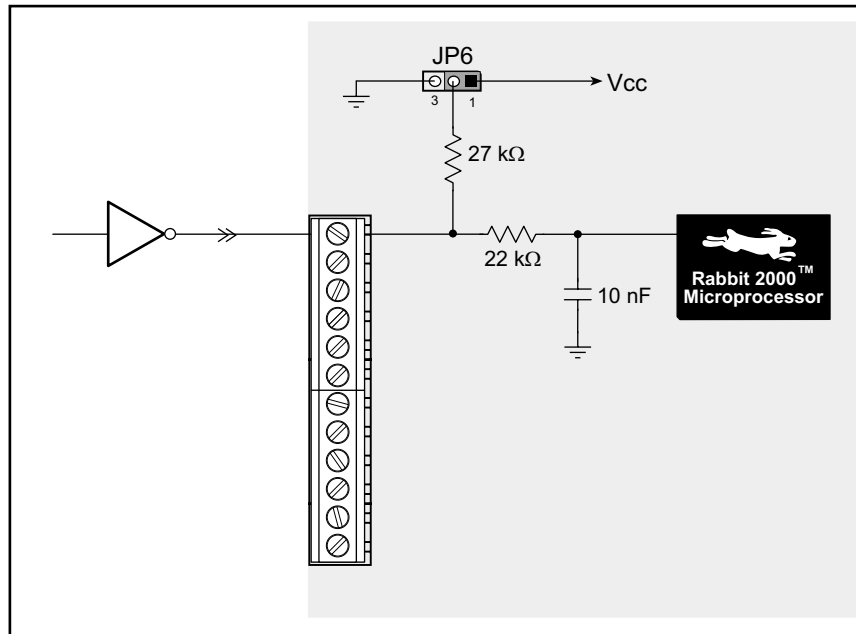 JP6
Vcc
3 1
27 kΩ
22 kΩ
10 nF
Rabbit 2000™
Microprocessor